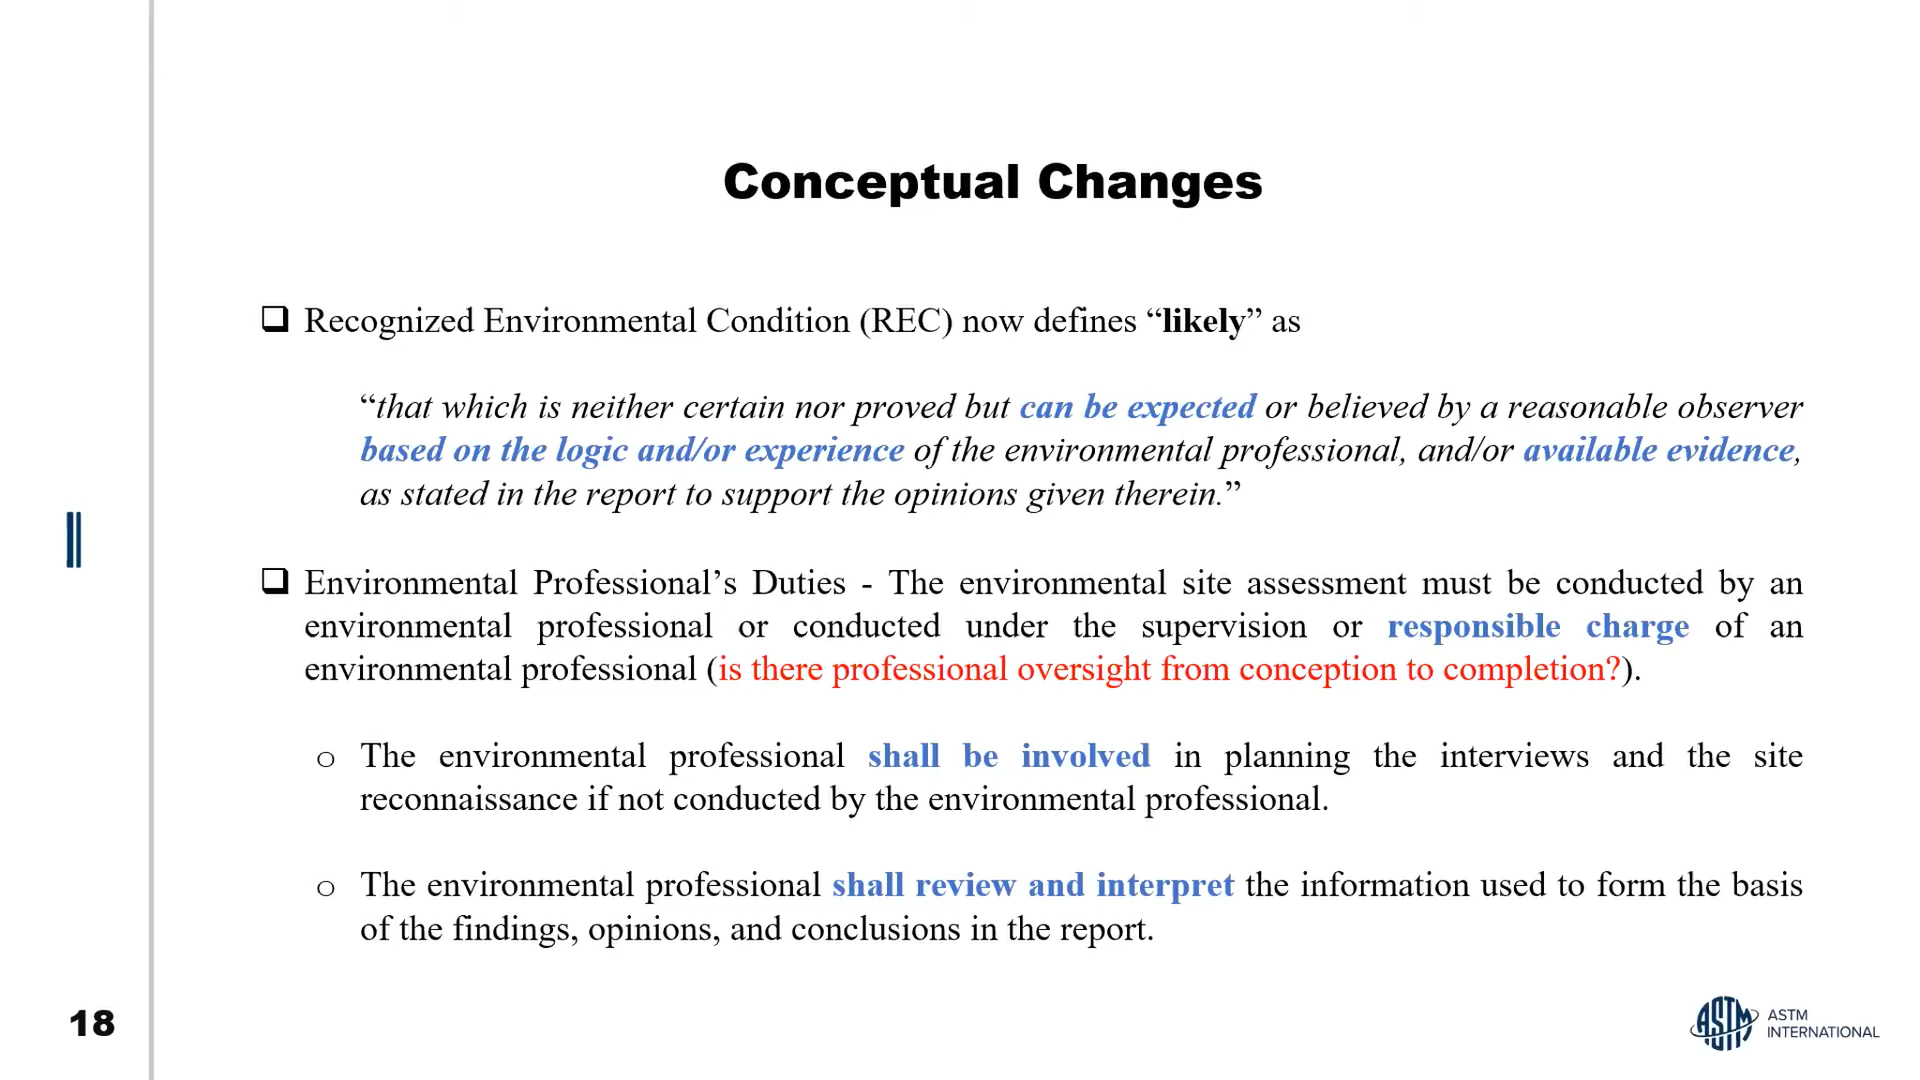 Conceptual Changes
❑ Recognized Environmental Condition (REC) now defines “likely” as
“that which is neither certain nor proved but can be expected or believed by a reasonable observer
based on the logic and/or experience of the environmental professional, and/or available evidence,
as stated in the report to support the opinions given therein.”
❑ Environmental Professional’s Duties - The environmental site assessment must be conducted by an
environmental professional or conducted under the supervision or responsible charge of an
environmental professional (is there professional oversight from conception to completion?).
o The environmental professional shall be involved in planning the interviews and the site
reconnaissance if not conducted by the environmental professional.
o The environmental professional shall review and interpret the information used to form the basis
of the findings, opinions, and conclusions in the report.
18
ASTM
ASTM
INTERNATIONAL